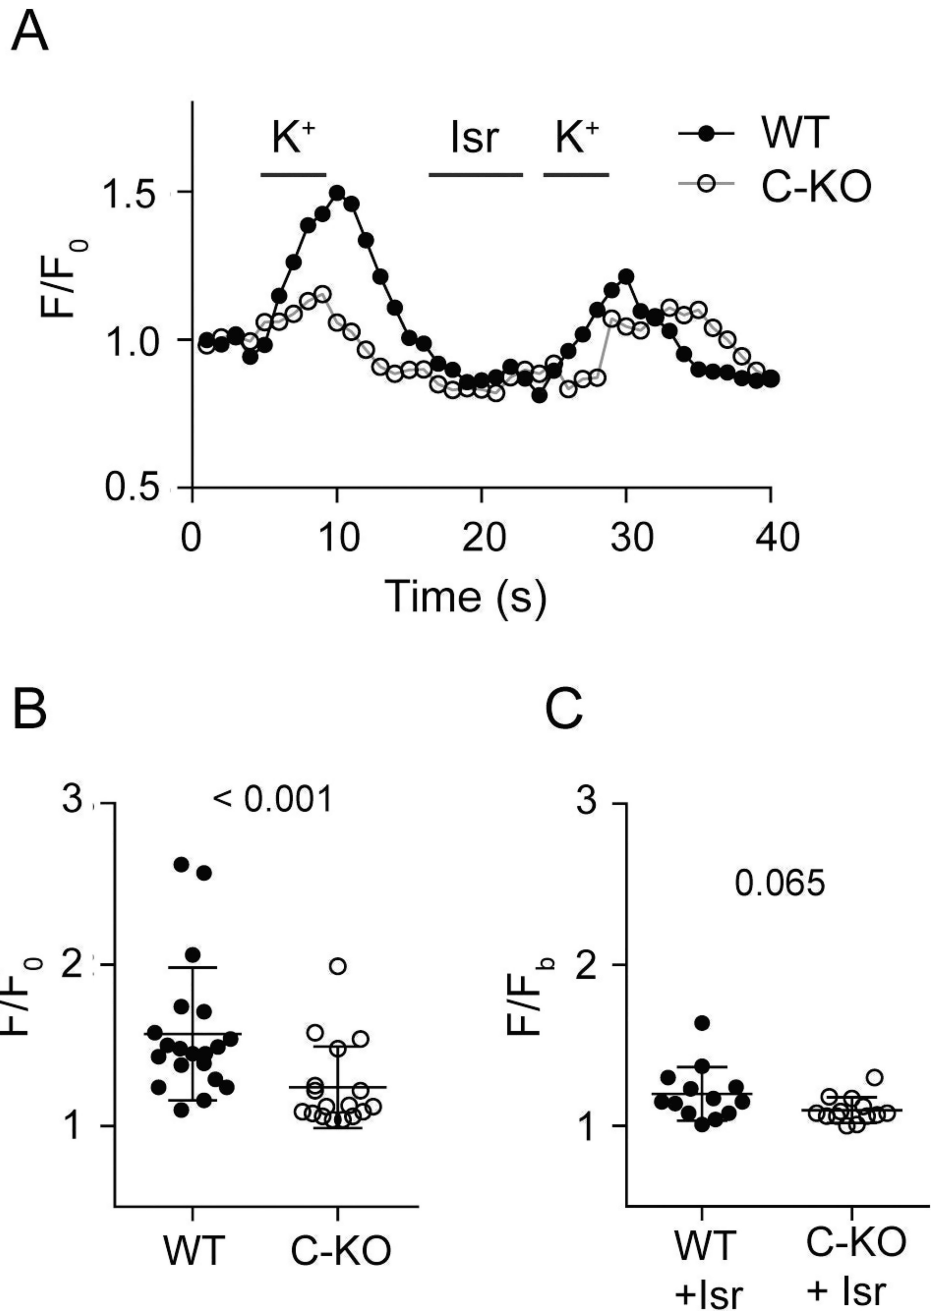 A
K+ Isr K+
WT
C-KO
1.5
1.0
0.5
F/F0
0 10 20 30 40
Time (s)
B
C
3
2
1
F/F0
< 0.001
WT C-KO
3
2
1
F/Fb
0.065
WT C-KO
+Isr + Isr